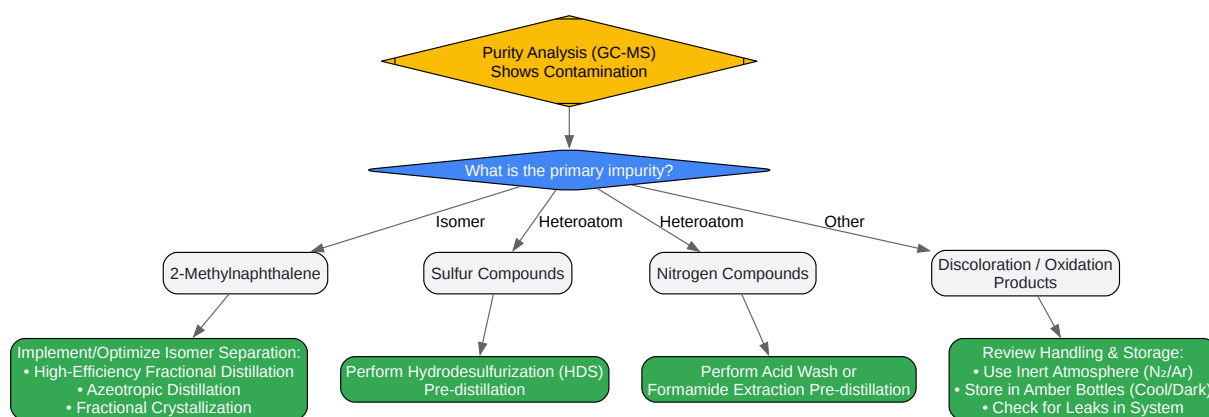 Purity Analysis (GC-MS)
Shows Contamination
What is the primary impurity?
Isomer
Heteroatom
Heteroatom
Other
2-Methylnaphthalene
Sulfur Compounds
Nitrogen Compounds
Discoloration / Oxidation
Products
Implement/Optimize Isomer Separation:
• High-Efficiency Fractional Distillation
• Azeotropic Distillation
• Fractional Crystallization
Perform Hydrodesulfurization (HDS)
Pre-distillation
Perform Acid Wash or
Formamide Extraction Pre-distillation
Review Handling & Storage:
• Use Inert Atmosphere (N₂/Ar)
• Store in Amber Bottles (Cool/Dark)
• Check for Leaks in System